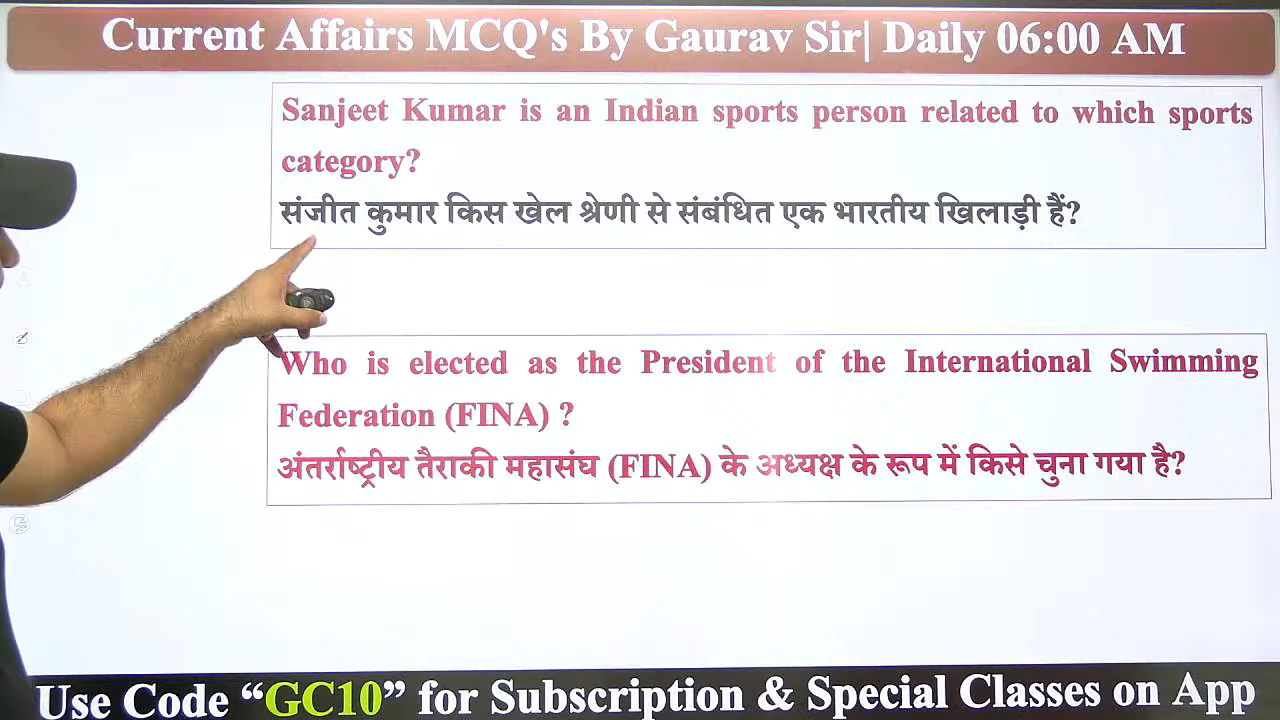 Current Affairs MCQ's By Gaurav Sir| Daily 06:00 AM
Sanjeet Kumar is an Indian sports person related to which sports
category?
संजीत कुमार किस खेल श्रेणी से संबंधित एक भारतीय खिलाड़ी हैं?
Who is elected as the President of the International Swimming
Federation (FINA) ?
अंतर्राष्ट्रीय तैराकी महासंघ (FINA) के अध्यक्ष के रूप में किसे चुना गया है?
Use Code “GC10” for Subscription & Special Classes on App